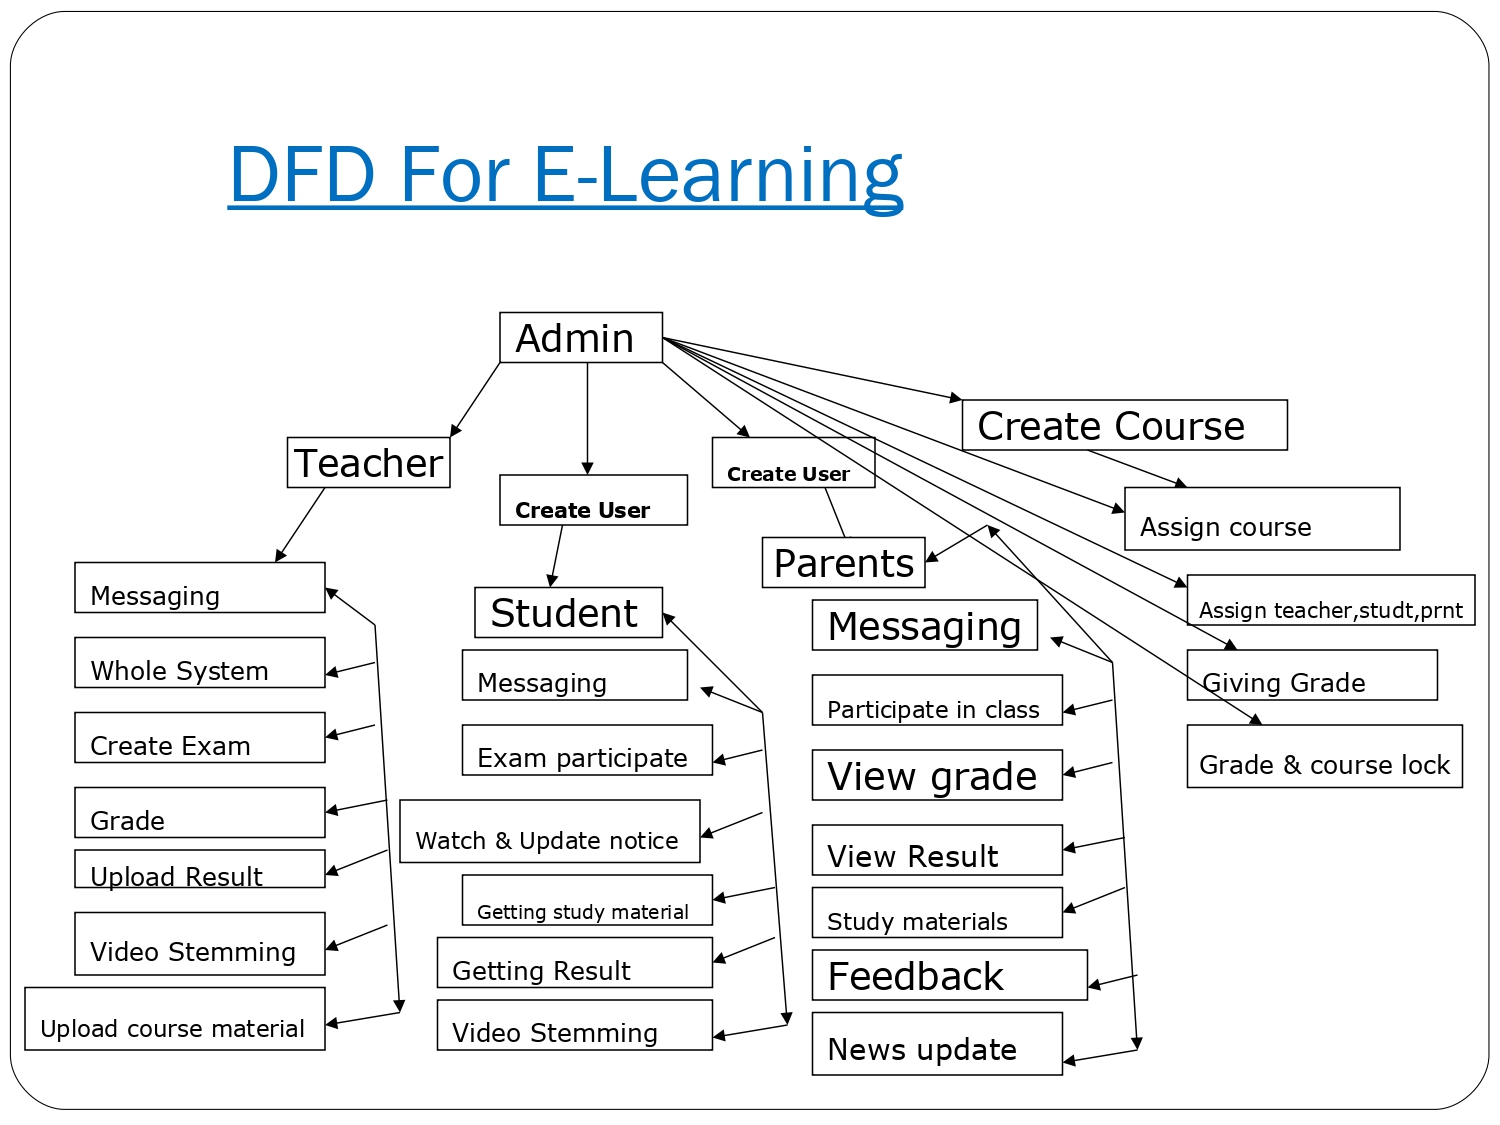 DFD For E-Learning
Admin
Create Course
Teacher
Create User
Create User
Assign course
Parents
Student
Messaging
Whole System
Create Exam
Grade
Upload Result
Video Stemming
Upload course material
Messaging
Exam participate
Watch & Update notice
Getting study material
Getting Result
Video Stemming
Messaging
Participate in class
View grade
View Result
Study materials
Feedback
News update
Assign teacher,studt,prnt
Giving Grade
Grade & course lock